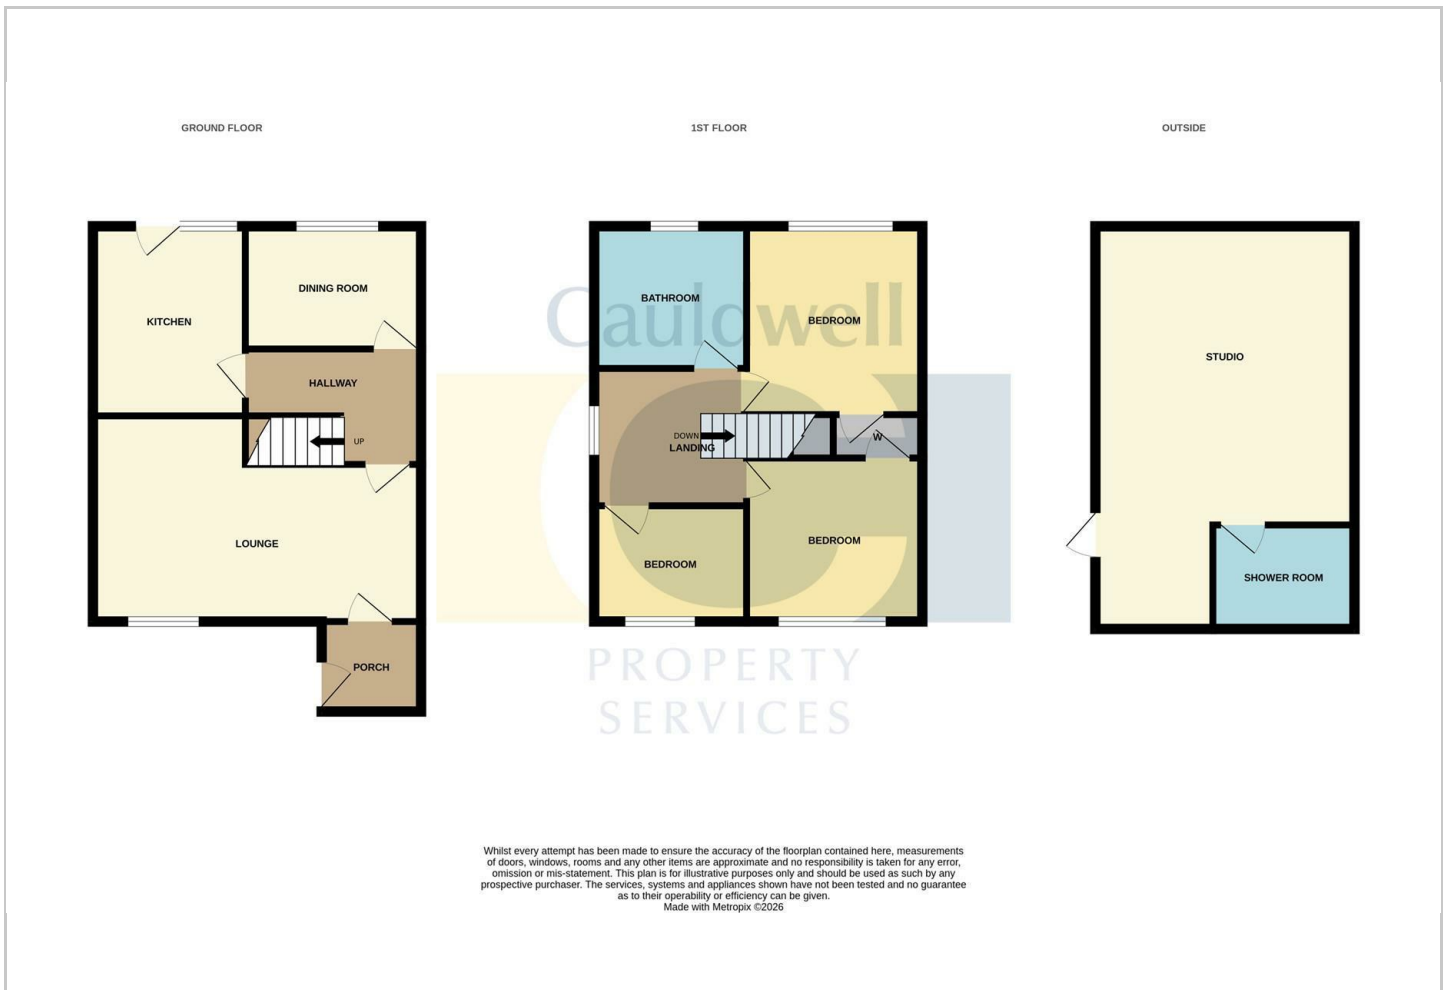 GROUND FLOOR
1ST FLOOR
OUTSIDE
KITCHEN
DINING ROOM
HALLWAY
UP
LOUNGE
PORCH
BATHROOM
BEDROOM
DOWN
LANDING
W
BEDROOM
BEDROOM
STUDIO
SHOWER ROOM
Cauldwell
PROPERTY
SERVICES
Whilst every attempt has been made to ensure the accuracy of the floorplan contained here, measurements
of doors, windows, rooms and any other items are approximate and no responsibility is taken for any error,
omission or mis-statement. This plan is for illustrative purposes only and should be used as such by any
prospective purchaser. The services, systems and appliances shown have not been tested and no guarantee
as to their operability or efficiency can be given.
Made with Metropix ©2026